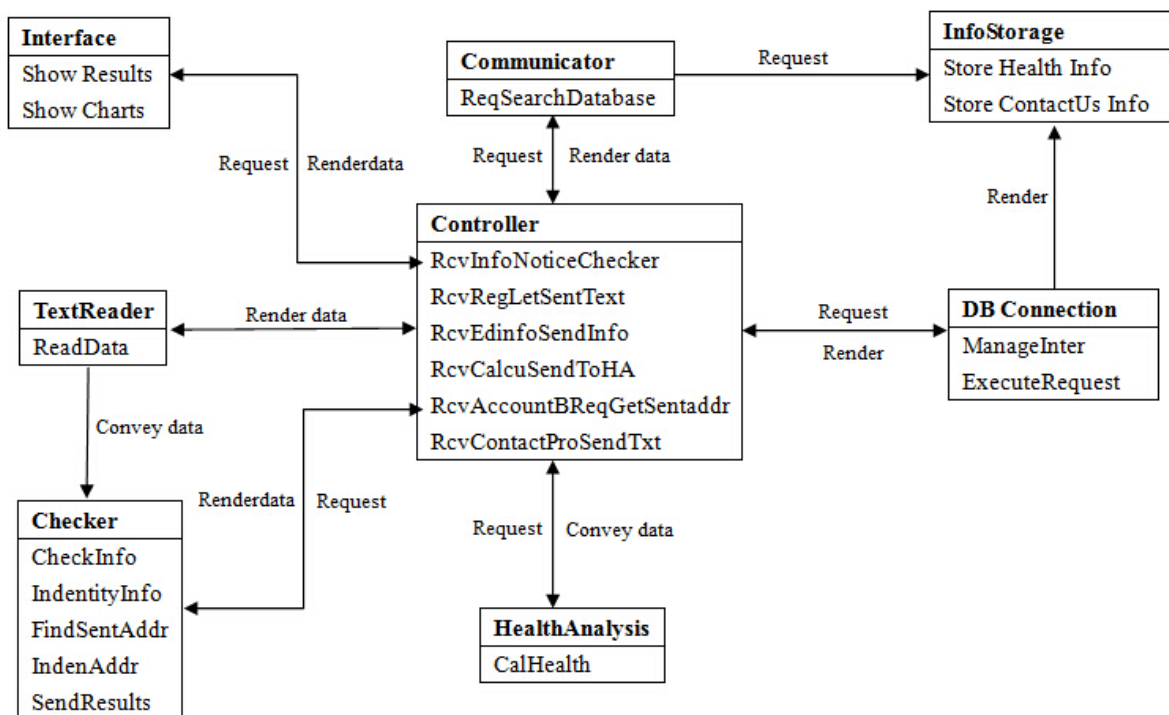 Interface
Show Results
Show Charts
Communicator
ReqSearchDatabase
Request
InfoStorage
Store Health Info
Store ContactUs Info
Request
Renderdata
Request
Render data
Render
Controller
RcvInfoNoticeChecker
RcvRegLetSentText
RcvEdinfoSendInfo
RcvCalcuSendToHA
RcvAccountBReqGetSentaddr
RcvContactProSendTxt
TextReader
ReadData
Render data
Request
Render
DB Connection
ManageInter
ExecuteRequest
Convey data
Renderdata
Request
Checker
CheckInfo
IndentityInfo
FindSentAddr
IndenAddr
SendResults
Request
Convey data
HealthAnalysis
CalHealth